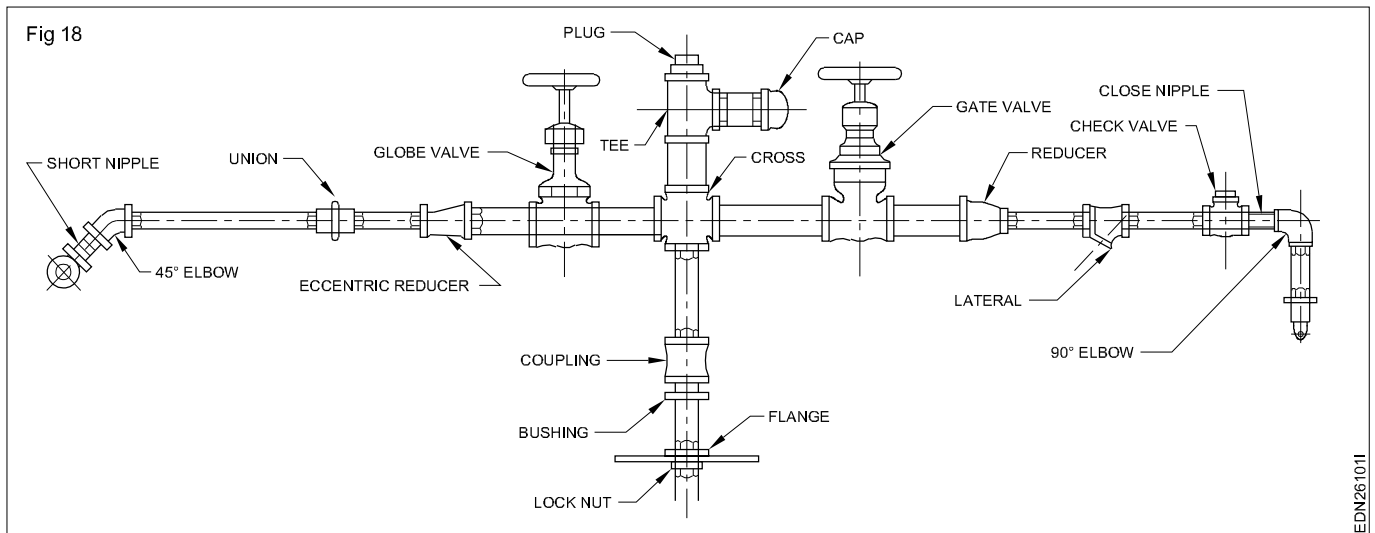 Fig 18
PLUG
CAP
CLOSE NIPPLE
GATE VALVE
CHECK VALVE
TEE
SHORT NIPPLE
UNION
GLOBE VALVE
CROSS
REDUCER
45° ELBOW
ECCENTRIC REDUCER
LATERAL
90° ELBOW
COUPLING
BUSHING
FLANGE
LOCK NUT
EDN26101I